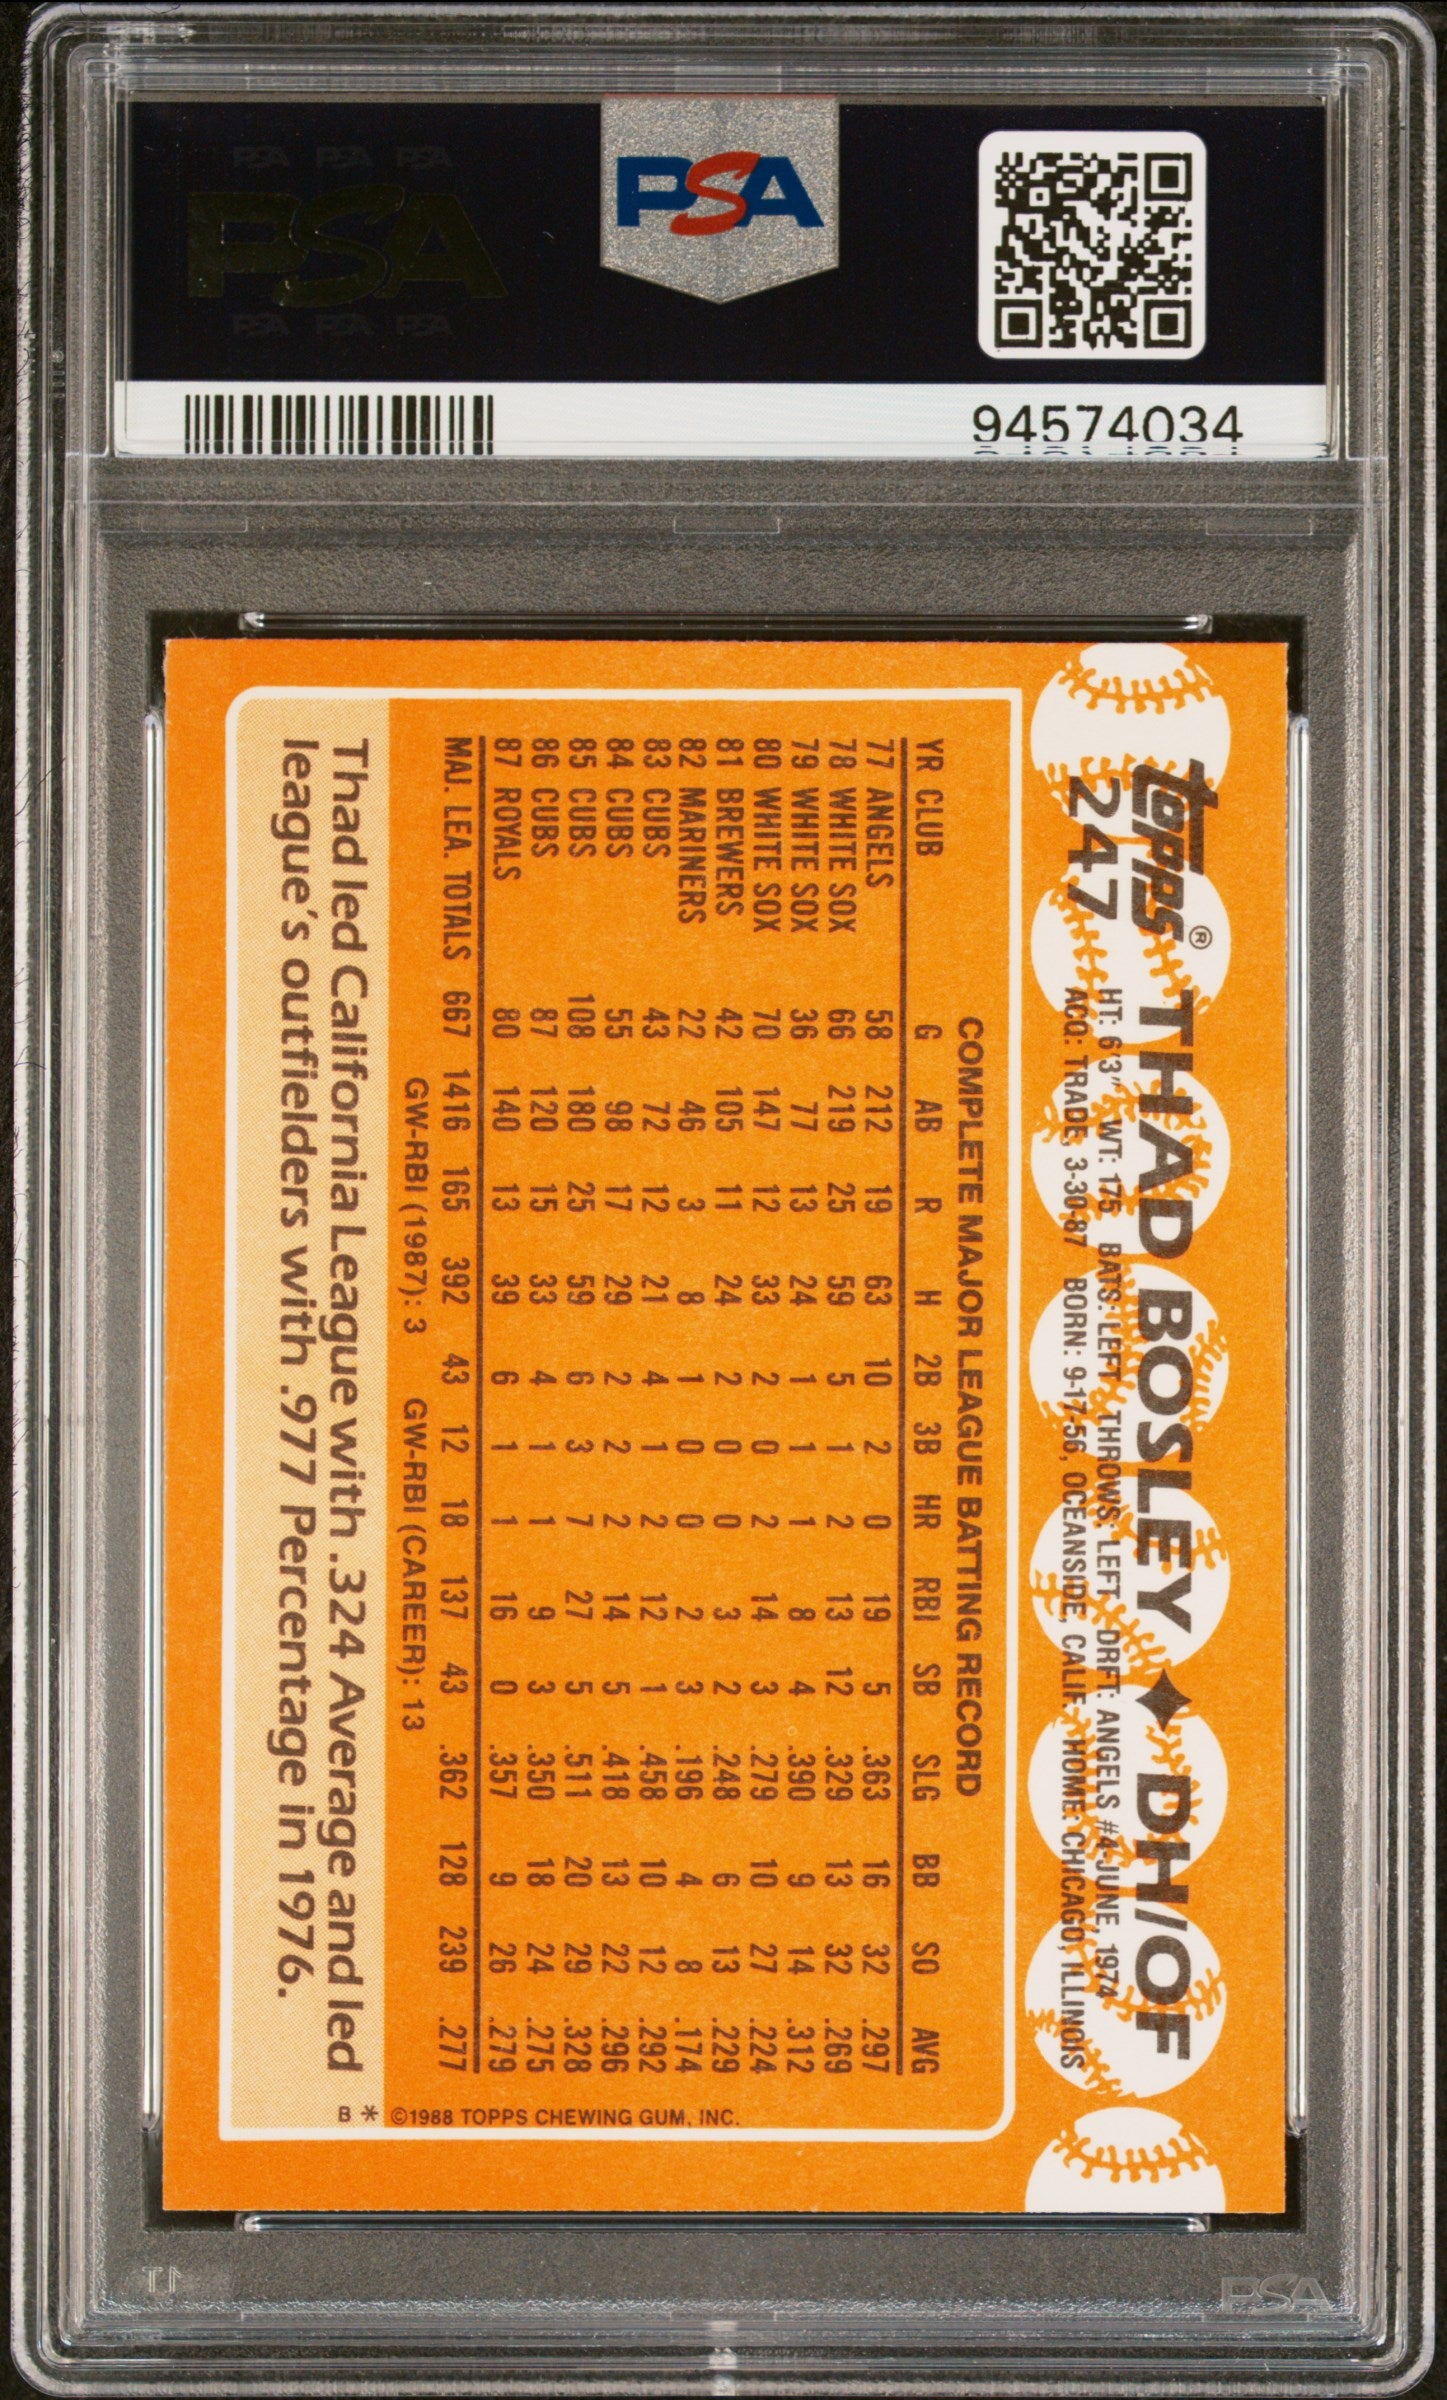 PSA PSA PSA
PSA
PSA PSA PSA
PSA
94574034
topps®
247
THAD BOSLEY ✦ DH/OF
HT: 6'3" WT: 175 BATS: LEFT THROWS: LEFT DRFT: ANGELS #4-JUNE, 1974
ACQ: TRADE, 3-30-87 BORN: 9-17-56, OCEANSIDE, CALIF. HOME: CHICAGO, ILLINOIS
COMPLETE MAJOR LEAGUE BATTING RECORD
YR CLUB G AB R H 2B 3B HR RBI SB SLG BB SO AVG
77 ANGELS 58 212 19 63 10 2 0 19 5 .363 16 32 .297
78 WHITE SOX 66 219 25 59 5 1 2 13 12 .329 13 32 .269
79 WHITE SOX 36 77 13 24 1 1 1 8 4 .390 9 14 .312
80 WHITE SOX 70 147 12 33 2 0 2 14 3 .279 10 27 .224
81 BREWERS 42 105 11 24 2 0 0 3 2 .248 6 13 .229
82 MARINERS 22 46 3 8 1 0 0 2 3 .196 4 8 .174
83 CUBS 43 72 12 21 4 1 2 12 1 .458 10 12 .292
84 CUBS 55 98 17 29 2 2 2 14 5 .418 13 22 .296
85 CUBS 108 180 25 59 6 3 7 27 5 .511 20 29 .328
86 CUBS 87 120 15 33 4 1 1 9 3 .350 18 24 .275
87 ROYALS 80 140 13 39 6 1 1 16 0 .357 9 26 .279
MAJ. LEA. TOTALS 667 1416 165 392 43 12 18 137 43 .362 128 239 .277
GW-RBI (1987): 3 GW-RBI (CAREER): 13
©1988 TOPPS CHEWING GUM, INC.
B *
Thad led California League with .324 Average and led
league's outfielders with .977 Percentage in 1976.
PSA